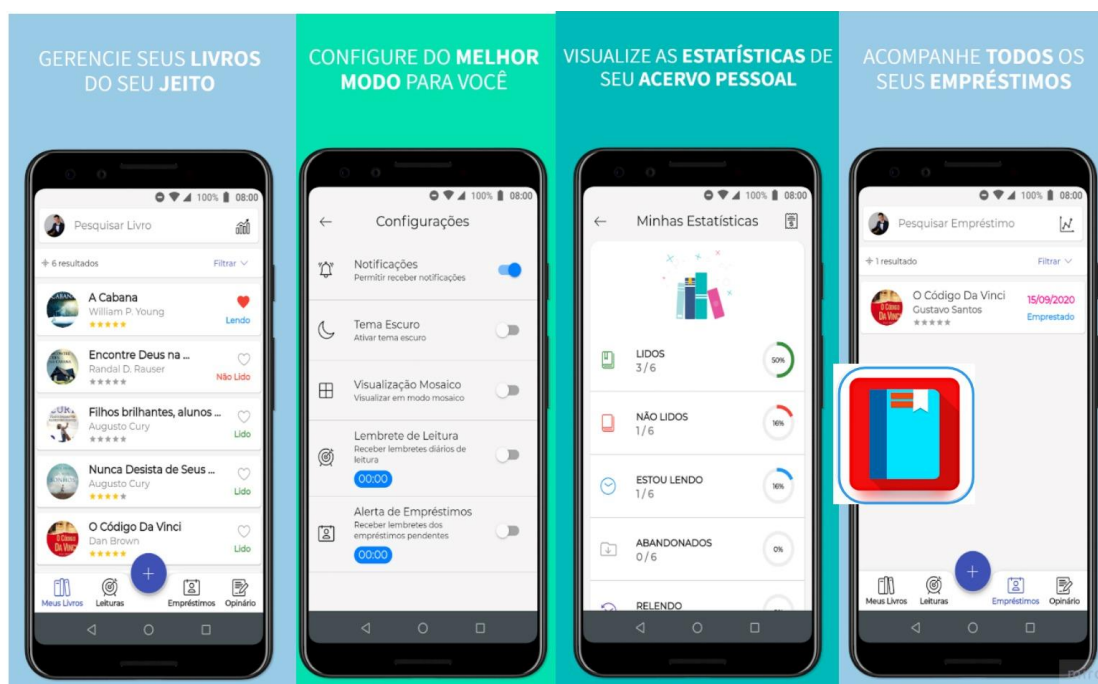 GERENCIE SEUS LIVROS
DO SEU JEITO
100% 08:00
Pesquisar Livro
+ 6 resultados
Filtrar
A Cabana
William P. Young
Lendo
Encontre Deus na ...
Randal D. Rauser
Não Lido
Filhos brilhantes, alunos ...
Augusto Cury
Lido
Nunca Desista de Seus ...
Augusto Cury
Lido
O Código Da Vinci
Dan Brown
Lido
+
Meus Livros
Leituras
Empréstimos
Opinário
CONFIGURE DO MELHOR
MODO PARA VOCÊ
100% 08:00
Configurações
Notificações
Permitir receber notificações
Tema Escuro
Ativar tema escuro
Visualização Mosaico
Visualizar em modo mosaico
Lembrete de Leitura
Receber lembretes diários de
leitura
00:00
Alerta de Empréstimos
Receber lembretes dos
empréstimos pendentes
00:00
VISUALIZE AS ESTATÍSTICAS DE
SEU ACERVO PESSOAL
100% 08:00
Minhas Estatísticas
LIDOS
3/6
50%
NÃO LIDOS
1/6
16%
ESTOU LENDO
1/6
16%
ABANDONADOS
0/6
0%
RELENDO
ACOMPANHE TODOS OS
SEUS EMPRÉSTIMOS
100% 08:00
Pesquisar Empréstimo
+ 1 resultado
Filtrar
O Código Da Vinci
Gustavo Santos
15/09/2020
Emprestado
+
Meus Livros
Leituras
Empréstimos
Opinário
miro